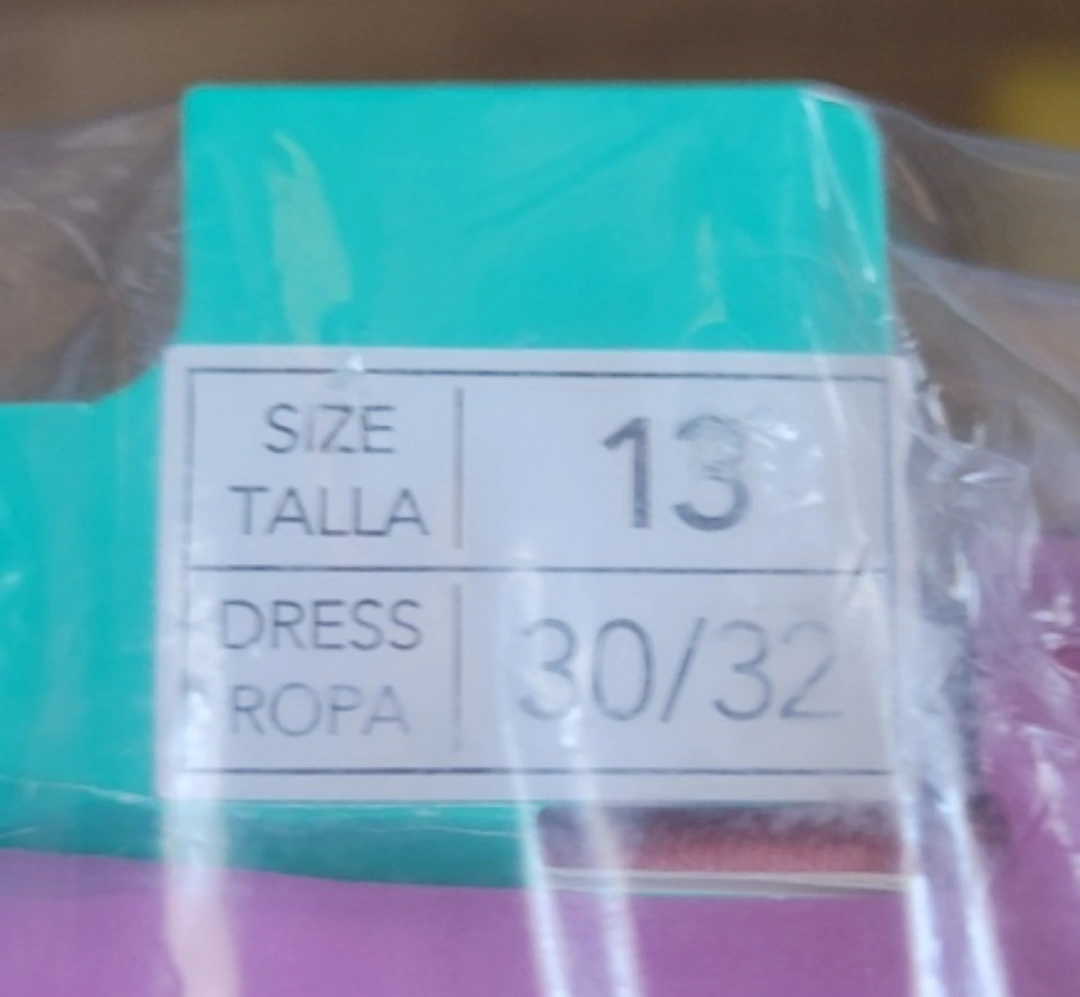 SIZE
TALLA
13
DRESS
ROPA
30/32